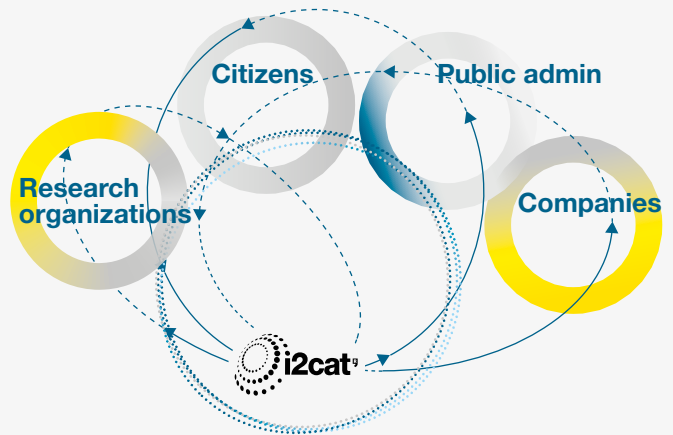 Citizens
Public admin
Research
organizations
Companies
i2cat